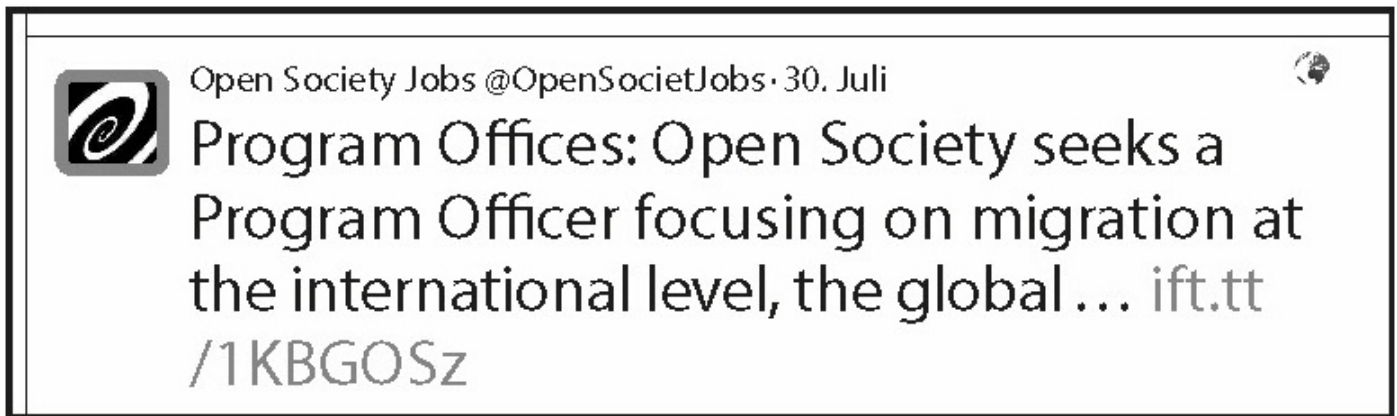 Open Society Jobs @OpenSocietJobs · 30. Juli
Program Offices: Open Society seeks a
Program Officer focusing on migration at
the international level, the global ... ift.tt
/1KBGOSz